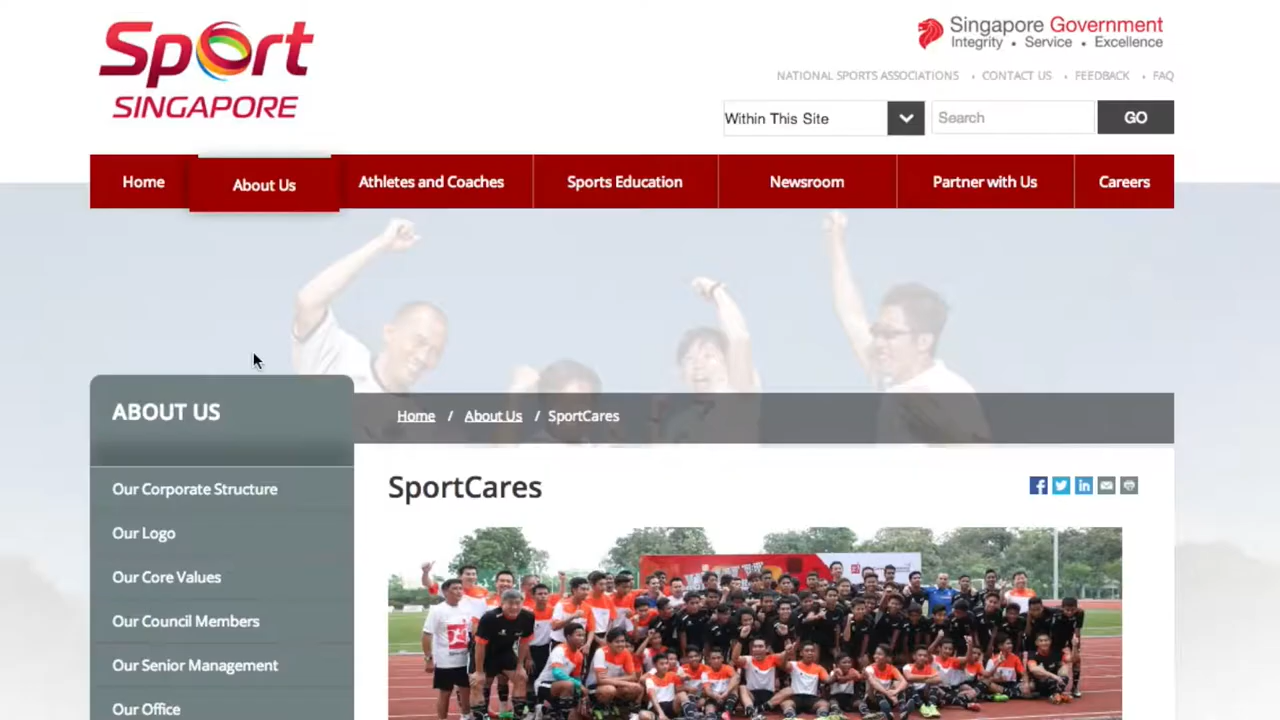 Sport
SINGAPORE
Singapore Government
Integrity • Service • Excellence
NATIONAL SPORTS ASSOCIATIONS • CONTACT US • FEEDBACK • FAQ
Within This Site
Search
GO
Home
About Us
Athletes and Coaches
Sports Education
Newsroom
Partner with Us
Careers
ABOUT US
Home / About Us / SportCares
Our Corporate Structure
Our Logo
Our Core Values
Our Council Members
Our Senior Management
Our Office
SportCares